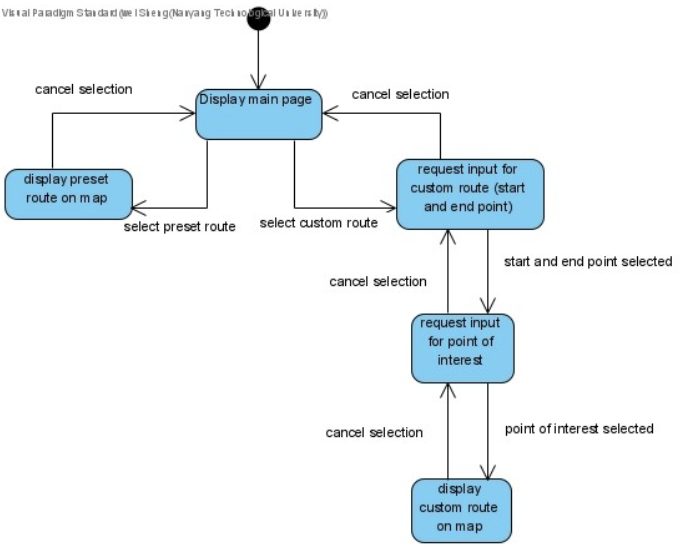 Visual Paradigm Standard(wei Sheng(Nanyang Technological University))
cancel selection
Display main page
cancel selection
display preset
route on map
request input for
custom route (start
and end point)
select preset route
select custom route
start and end point selected
cancel selection
request input
for point of
interest
cancel selection
point of interest selected
display
custom route
on map